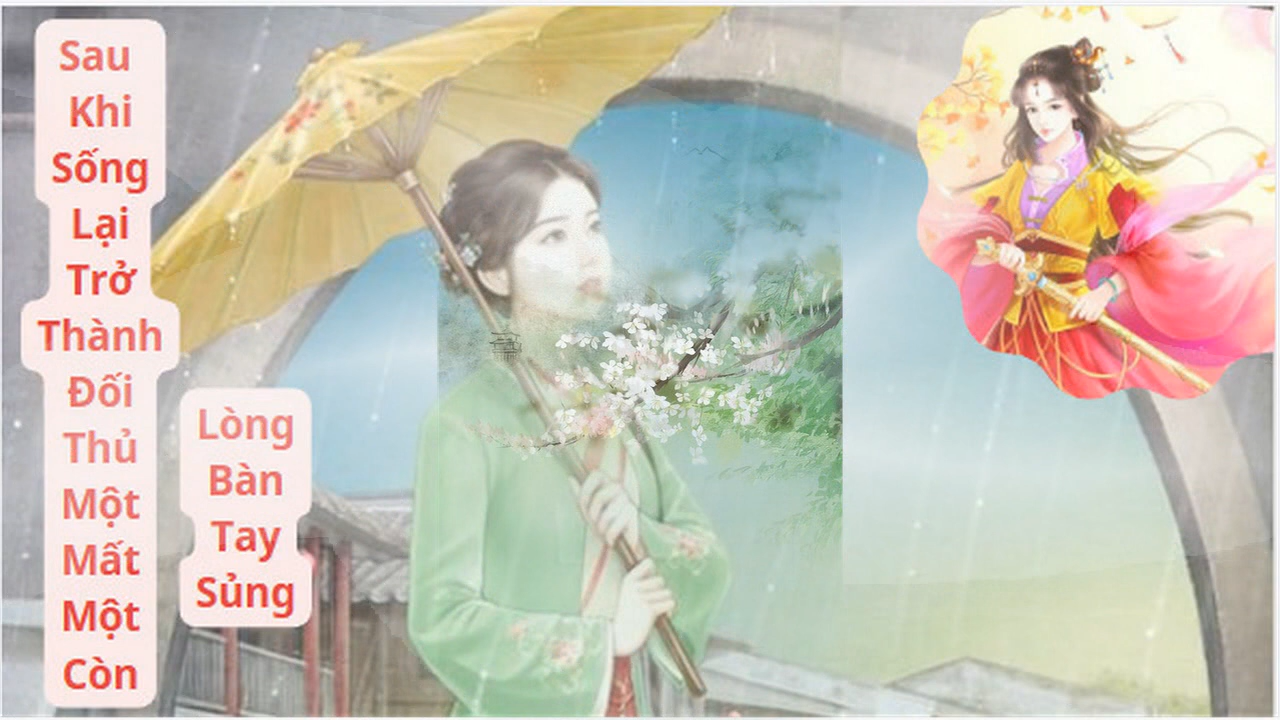 Sau
Khi
Sống
Lại
Trở
Thành
Đối
Thủ
Một
Mất
Một
Còn
Lòng
Bàn
Tay
Sủng